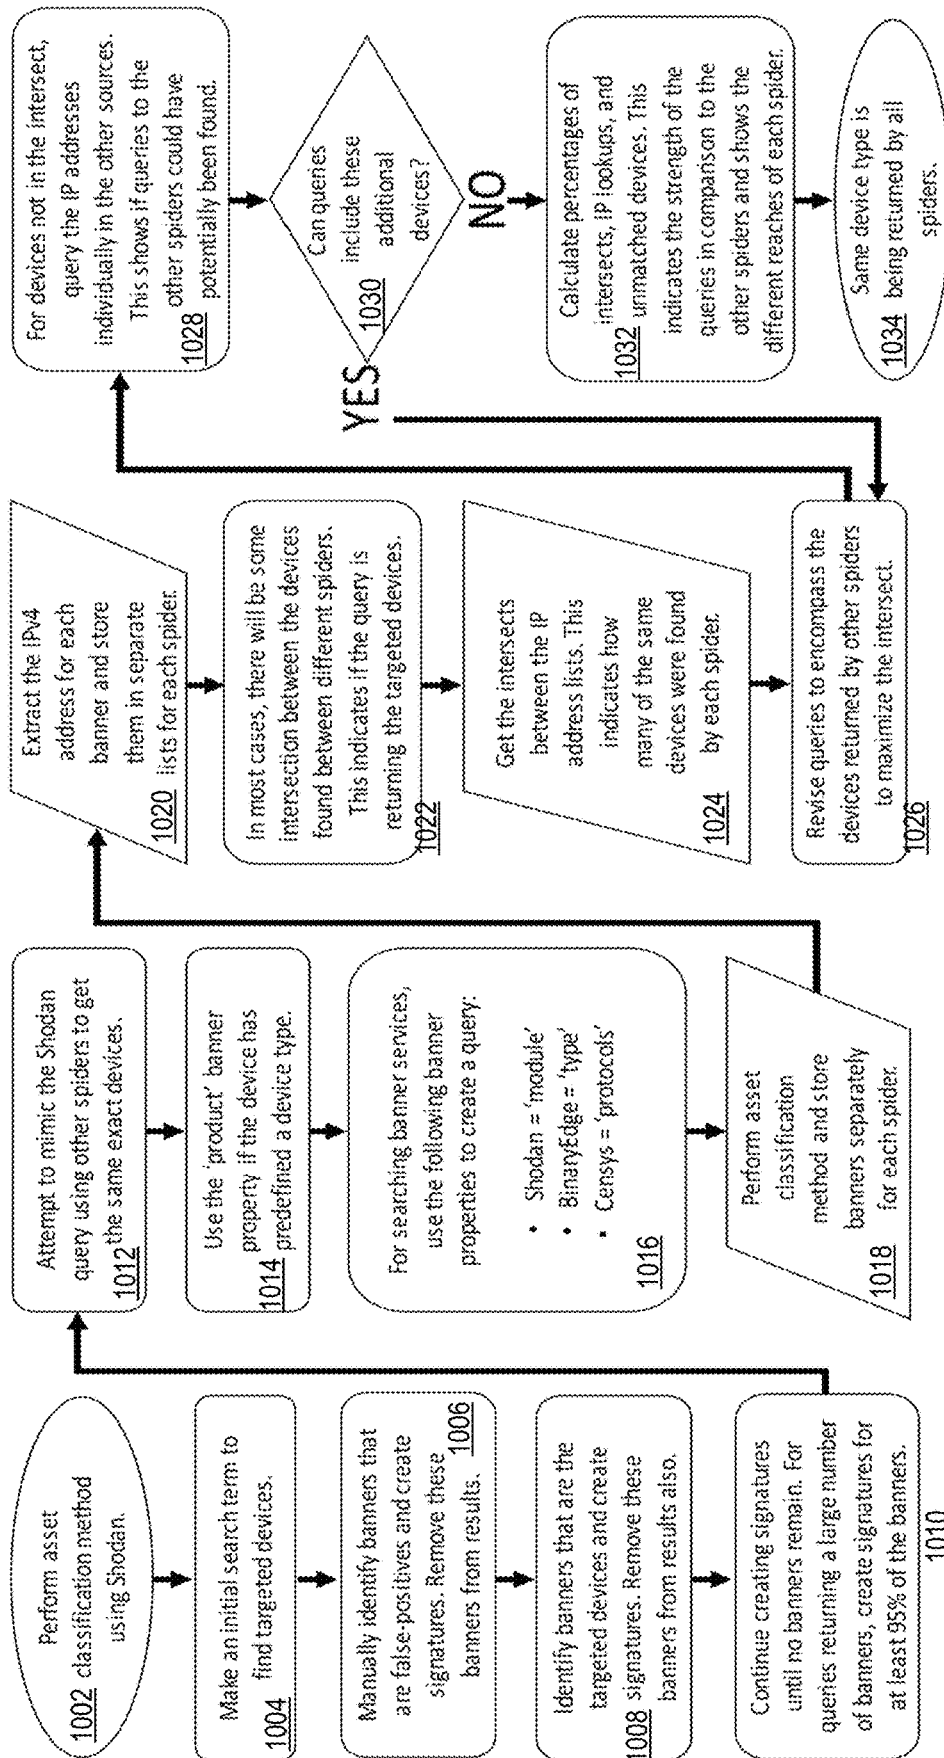 Perform asset
1002 classification method
using Shodan.
Make an initial search term to
find targeted devices.
1004
Manually identify banners that
are false-positives and create
signatures. Remove these 1006
banners from results.
Identify banners that are the
targeted devices and create
1008 signatures. Remove these
banners from results also.
Continue creating signatures
until no banners remain. For
queries returning a large number
of banners, create signatures for
at least 95% of the banners.
1010
Attempt to mimic the Shodan
query using other spiders to get
the same exact devices.
1012
Use the 'product' banner
property if the device has
predefined a device type.
1014
For searching banner services,
use the following banner
properties to create a query:
• Shodan = 'module'
• BinaryEdge = 'type'
• Censys = 'protocols'
1016
Perform asset
classification
method and store
banners separately
for each spider.
1018
Extract the IPv4
address for each
banner and store
them in separate
lists for each spider.
1020
In most cases, there will be some
intersection between the devices
found between different spiders.
This indicates if the query is
returning the targeted devices.
1022
Get the intersects
between the IP
address lists. This
indicates how
many of the same
devices were found
by each spider.
1024
Revise queries to encompass the
devices returned by other spiders
to maximize the intersect.
1026
For devices not in the intersect,
query the IP addresses
individually in the other sources.
This shows if queries to the
other spiders could have
potentially been found.
1028
Can queries
include these
additional
devices?
1030
YES
NO
Calculate percentages of
intersects, IP lookups, and
1032 unmatched devices. This
indicates the strength of the
queries in comparison to the
other spiders and shows the
different reaches of each spider.
Same device type is
1034 being returned by all
spiders.